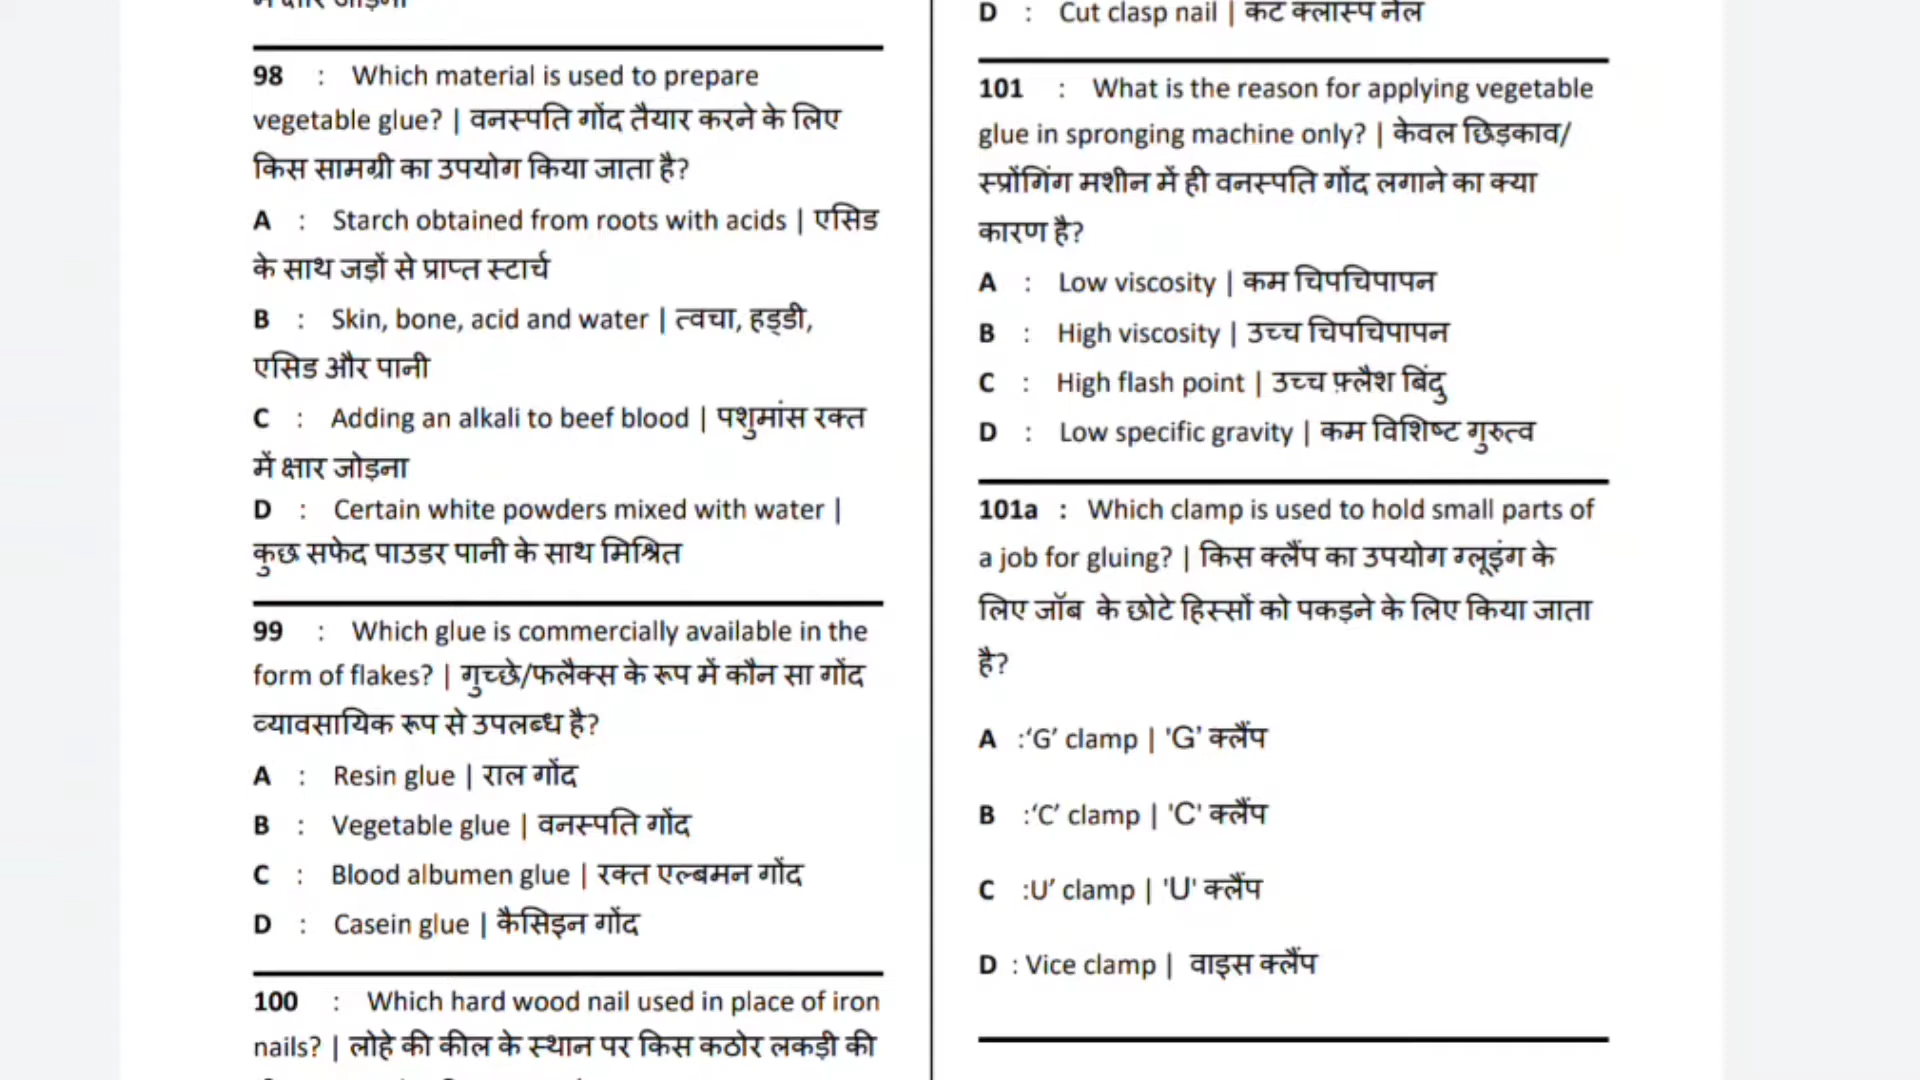 में क्षार जोड़ना
98 : Which material is used to prepare
vegetable glue? | वनस्पति गोंद तैयार करने के लिए
किस सामग्री का उपयोग किया जाता है?
A : Starch obtained from roots with acids | एसिड
के साथ जड़ों से प्राप्त स्टार्च
B : Skin, bone, acid and water | त्वचा, हड्डी,
एसिड और पानी
C : Adding an alkali to beef blood | पशुमांस रक्त
में क्षार जोड़ना
D : Certain white powders mixed with water |
कुछ सफेद पाउडर पानी के साथ मिश्रित
99 : Which glue is commercially available in the
form of flakes? | गुच्छे/फलैक्स के रूप में कौन सा गोंद
व्यावसायिक रूप से उपलब्ध है?
A : Resin glue | राल गोंद
B : Vegetable glue | वनस्पति गोंद
C : Blood albumen glue | रक्त एल्बमन गोंद
D : Casein glue | कैसिइन गोंद
100 : Which hard wood nail used in place of iron
nails? | लोहे की कील के स्थान पर किस कठोर लकड़ी की
D : Cut clasp nail | कट क्लास्प नेल
101 : What is the reason for applying vegetable
glue in spronging machine only? | केवल छिड़काव/
स्प्रोंगिंग मशीन में ही वनस्पति गोंद लगाने का क्या
कारण है?
A : Low viscosity | कम चिपचिपापन
B : High viscosity | उच्च चिपचिपापन
C : High flash point | उच्च फ़्लैश बिंदु
D : Low specific gravity | कम विशिष्ट गुरुत्व
101a : Which clamp is used to hold small parts of
a job for gluing? | किस क्लैंप का उपयोग ग्लूइंग के
लिए जॉब के छोटे हिस्सों को पकड़ने के लिए किया जाता
है?
A :‘G’ clamp | 'G’ क्लैंप
B :‘C’ clamp | 'C' क्लैंप
C :U’ clamp | 'U' क्लैंप
D : Vice clamp | वाइस क्लैंप